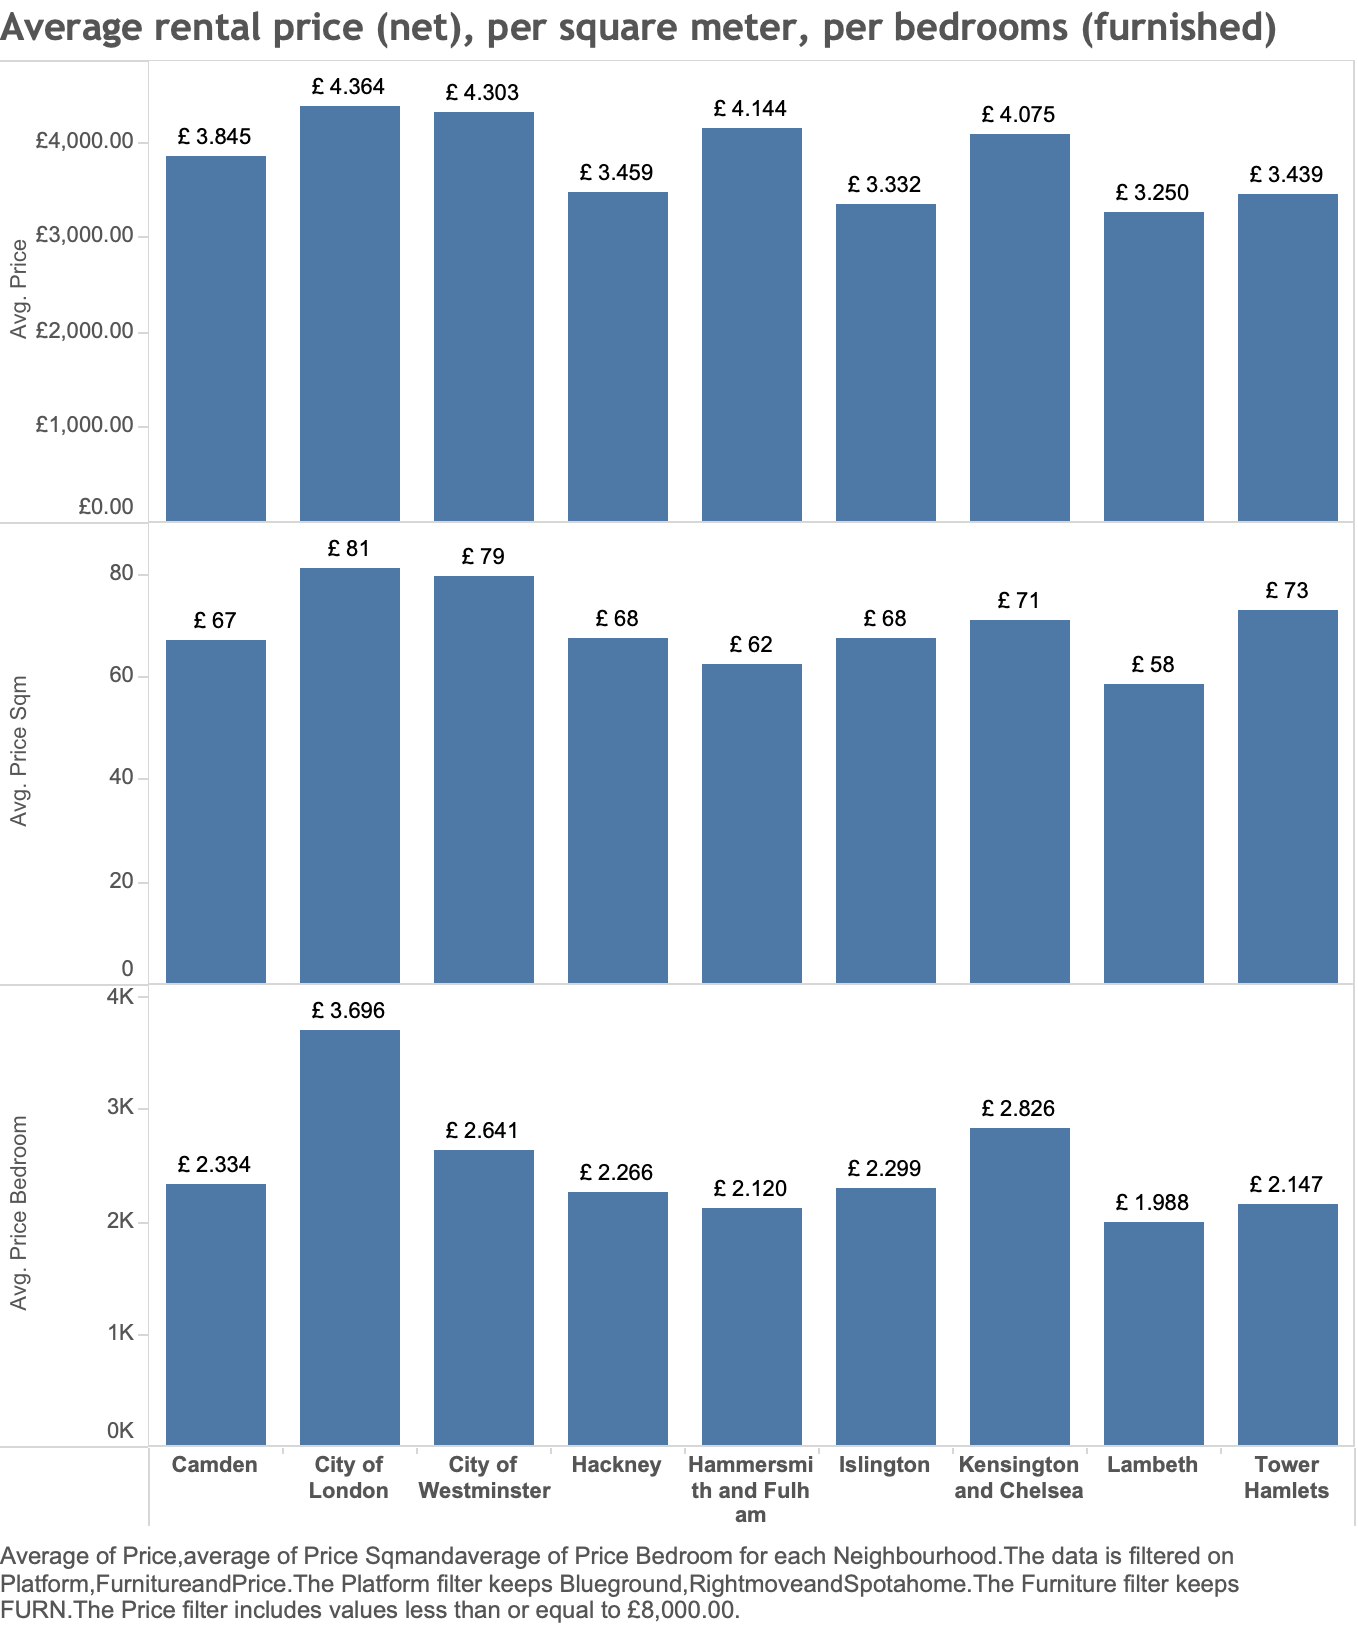 Average rental price (net), per square meter, per bedrooms (furnished)
Avg. Price
£4,000.00
£3,000.00
£2,000.00
£1,000.00
£0.00
£ 3.845
£ 4.364
£ 4.303
£ 3.459
£ 4.144
£ 3.332
£ 4.075
£ 3.250
£ 3.439
Avg. Price Sqm
80
60
40
20
0
£ 67
£ 81
£ 79
£ 68
£ 62
£ 68
£ 71
£ 58
£ 73
Avg. Price Bedroom
4K
3K
2K
1K
0K
£ 2.334
£ 3.696
£ 2.641
£ 2.266
£ 2.120
£ 2.299
£ 2.826
£ 1.988
£ 2.147
Camden
City of
London
City of
Westminster
Hackney
Hammersmi
th and Fulh
am
Islington
Kensington
and Chelsea
Lambeth
Tower
Hamlets
Average of Price,average of Price Sqmandaverage of Price Bedroom for each Neighbourhood.The data is filtered on
Platform,FurnitureandPrice.The Platform filter keeps Blueground,RightmoveandSpotahome.The Furniture filter keeps
FURN.The Price filter includes values less than or equal to £8,000.00.